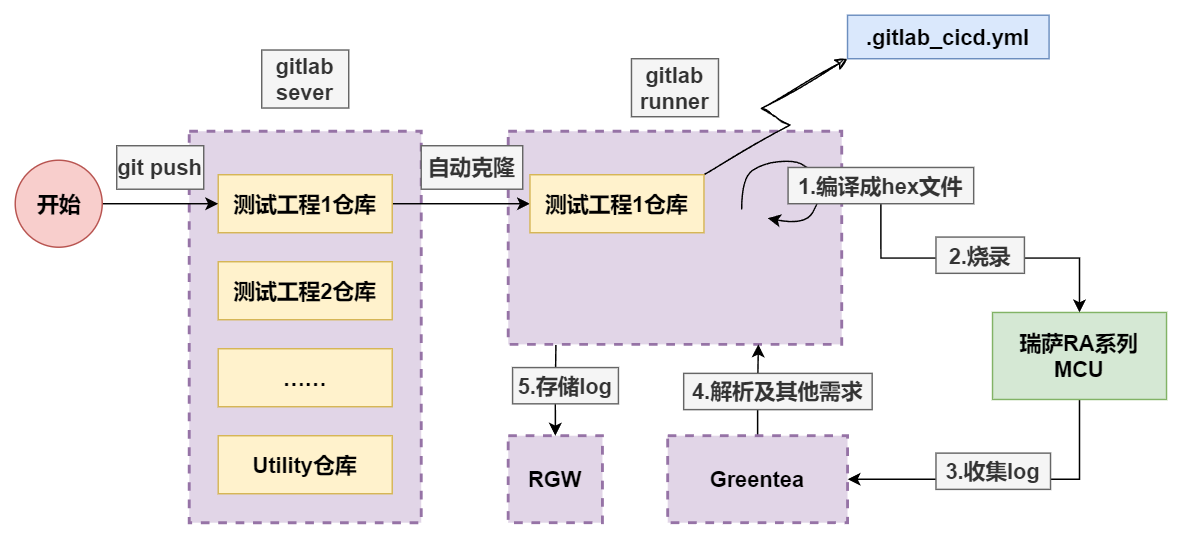 .gitlab_cicd.yml
gitlab
sever
gitlab
runner
git push
自动克隆
开始
测试工程1仓库
测试工程1仓库
1.编译成hex文件
2.烧录
测试工程2仓库
瑞萨RA系列
MCU
……
5.存储log
4.解析及其他需求
Utility仓库
RGW
Greentea
3.收集log